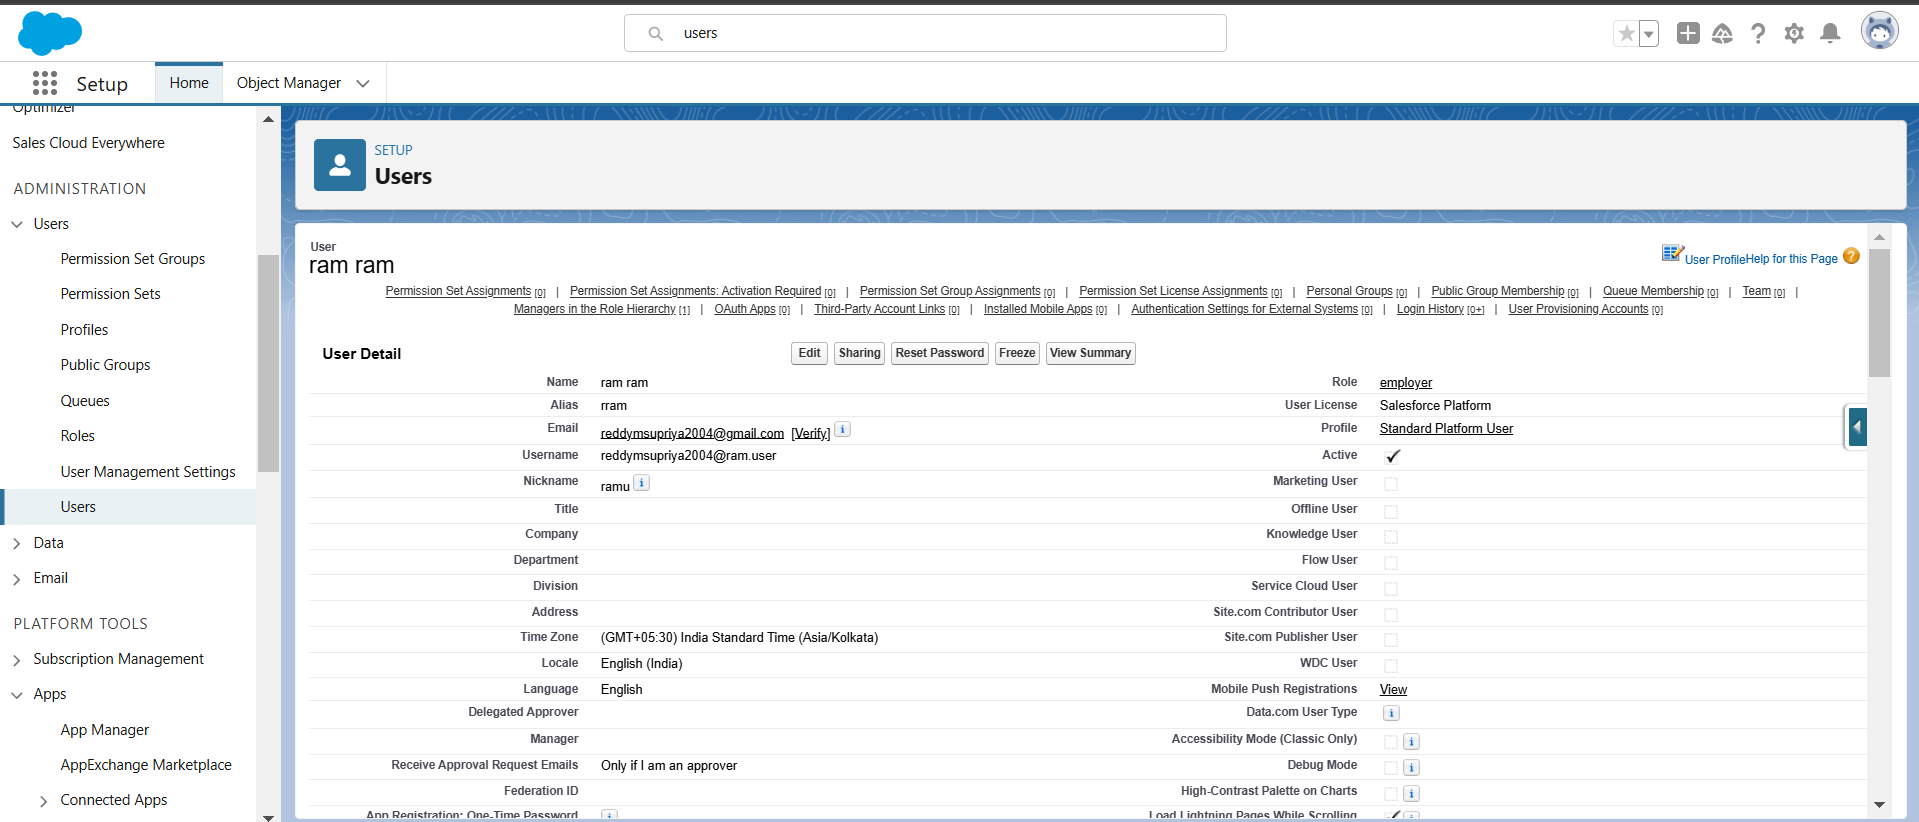 users
Setup
Home
Object Manager
Optimizer
Sales Cloud Everywhere
ADMINISTRATION
Users
Permission Set Groups
Permission Sets
Profiles
Public Groups
Queues
Roles
User Management Settings
Users
Data
Email
PLATFORM TOOLS
Subscription Management
Apps
App Manager
AppExchange Marketplace
Connected Apps
SETUP
Users
User
ram ram
User Profile Help for this Page
Permission Set Assignments [0] | Permission Set Assignments: Activation Required [0] | Permission Set Group Assignments [0] | Permission Set License Assignments [0] | Personal Groups [0] | Public Group Membership [0] | Queue Membership [0] | Team [0] |
Managers in the Role Hierarchy [1] | OAuth Apps [0] | Third-Party Account Links [0] | Installed Mobile Apps [0] | Authentication Settings for External Systems [0] | Login History [0+] | User Provisioning Accounts [0]
User Detail
Edit Sharing Reset Password Freeze View Summary
Name ram ram Role employer
Alias rram User License Salesforce Platform
Email reddymsupriya2004@gmail.com [Verify] Profile Standard Platform User
Username reddymsupriya2004@ram.user Active
Nickname ramu Marketing User
Title Offline User
Company Knowledge User
Department Flow User
Division Service Cloud User
Address Site.com Contributor User
Time Zone (GMT+05:30) India Standard Time (Asia/Kolkata) Site.com Publisher User
Locale English (India) WDC User
Language English Mobile Push Registrations View
Delegated Approver Data.com User Type
Manager Accessibility Mode (Classic Only)
Receive Approval Request Emails Only if I am an approver Debug Mode
Federation ID High-Contrast Palette on Charts
App Registration: One-Time Password Load Lightning Pages While Scrolling